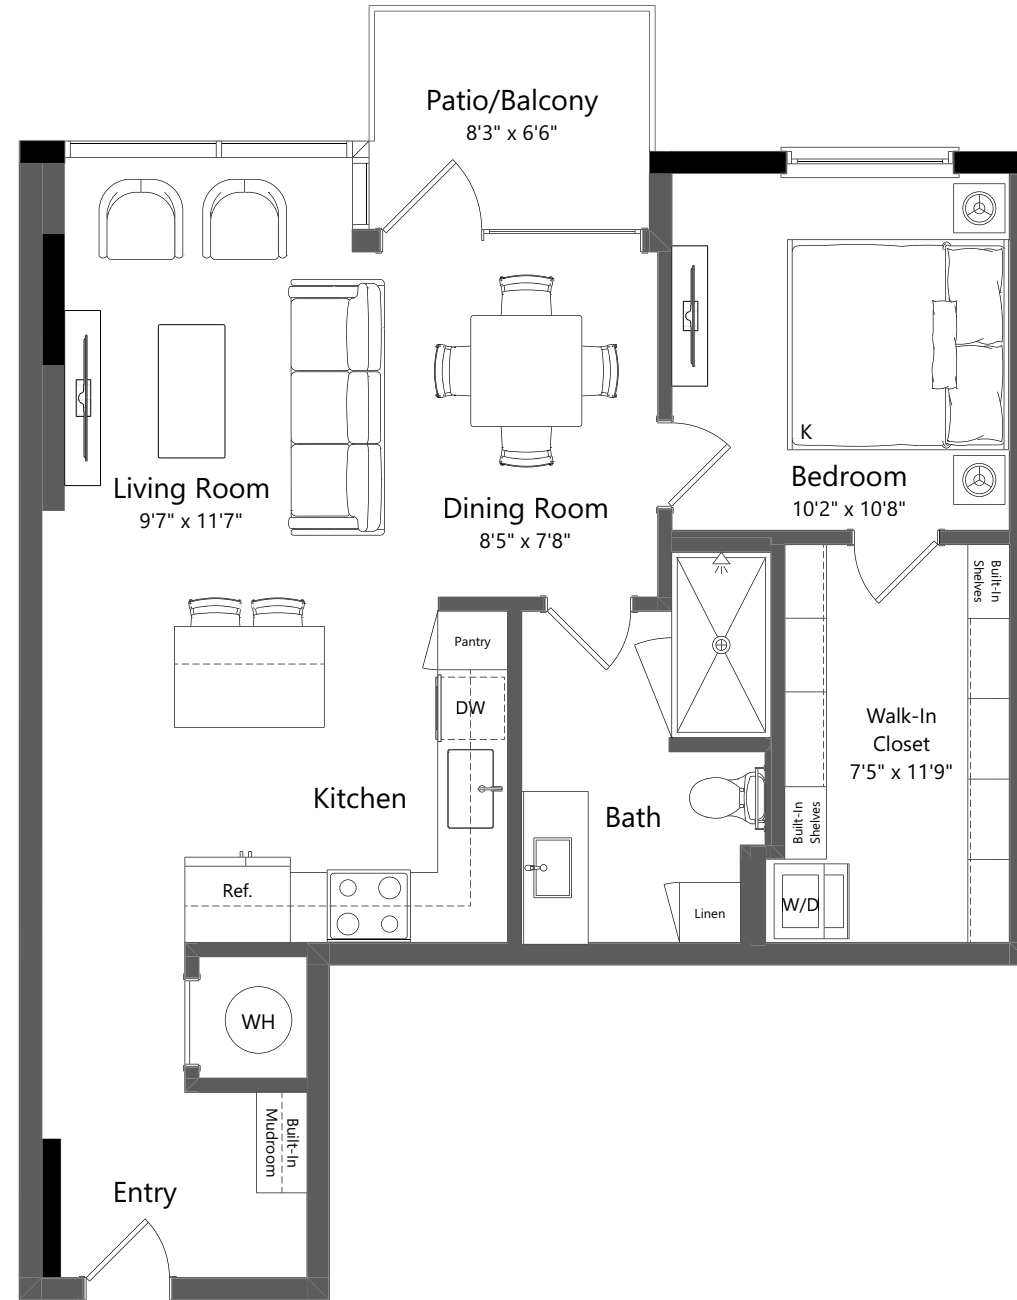 Patio/Balcony
8'3" x 6'6"
Living Room
9'7" x 11'7"
Dining Room
8'5" x 7'8"
K
Bedroom
10'2" x 10'8"
Built-In
Shelves
Pantry
DW
Walk-In
Closet
7'5" x 11'9"
Kitchen
Bath
Built-In
Shelves
Ref.
Linen
W/D
WH
Built-In
Mudroom
Entry